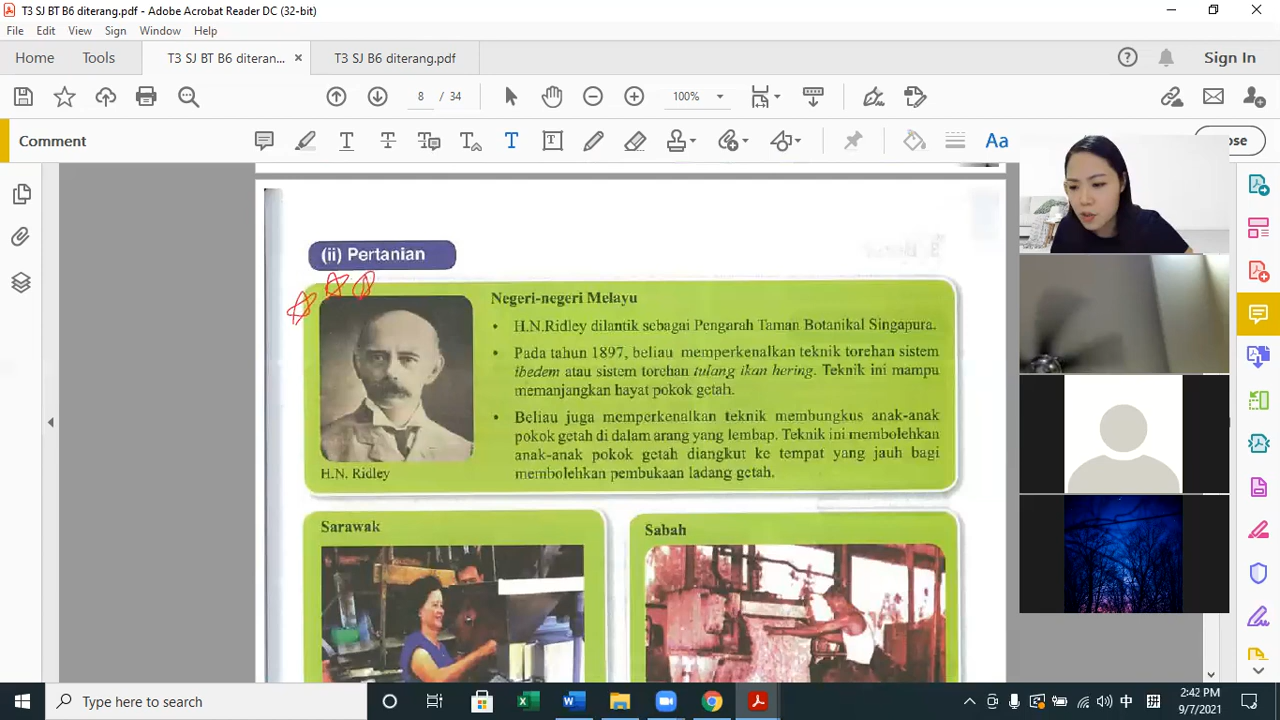 T3 SJ BT B6 diterang.pdf - Adobe Acrobat Reader DC (32-bit)
File Edit View Sign Window Help
Home Tools T3 SJ BT B6 diteran... × T3 SJ B6 diterang.pdf Sign In
8 / 34 100%
Comment
(ii) Pertanian
Negeri-negeri Melayu
• H.N.Ridley dilantik sebagai Pengarah Taman Botanikal Singapura.
• Pada tahun 1897, beliau memperkenalkan teknik torehan sistem
ibedem atau sistem torehan tulang ikan hering. Teknik ini mampu
memanjangkan hayat pokok getah.
• Beliau juga memperkenalkan teknik membungkus anak-anak
pokok getah di dalam arang yang lembap. Teknik ini membolehkan
anak-anak pokok getah diangkut ke tempat yang jauh bagi
membolehkan pembukaan ladang getah.
H.N. Ridley
Sarawak
Sabah
Type here to search
中
拼
2:42 PM
9/7/2021